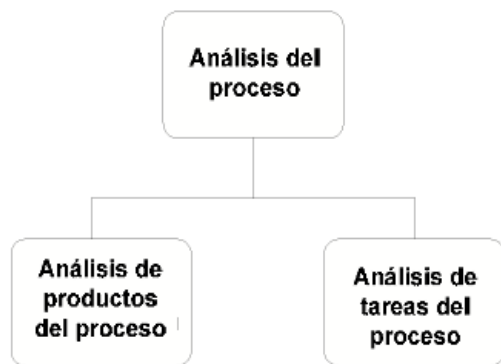 Análisis del
proceso
Análisis de
productos
del proceso
Análisis de
tareas del
proceso